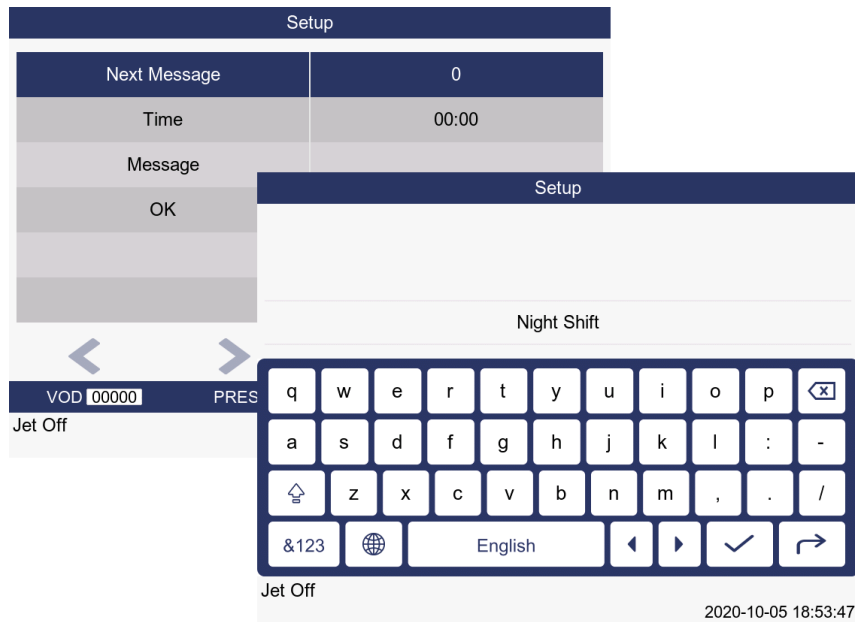 Setup
Next Message 0
Time 00:00
Message
OK
VOD 00000 PRES
Jet Off
Setup
Night Shift
q w e r t y u i o p
a s d f g h j k l : -
z x c v b n m , . /
&123 English
Jet Off
2020-10-05 18:53:47